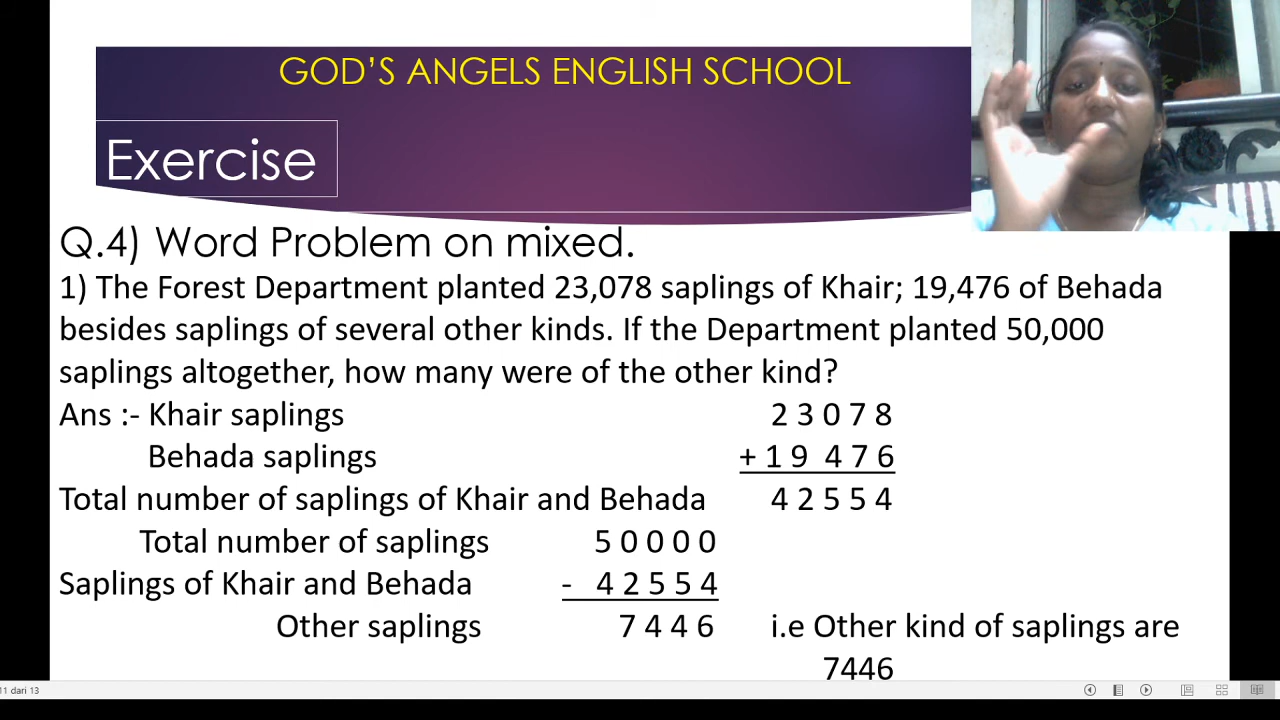 GOD'S ANGELS ENGLISH SCHOOL
Exercise
Q.4) Word Problem on mixed.
1) The Forest Department planted 23,078 saplings of Khair; 19,476 of Behada
besides saplings of several other kinds. If the Department planted 50,000
saplings altogether, how many were of the other kind?
Ans :- Khair saplings 2 3 0 7 8
Behada saplings + 1 9 4 7 6
Total number of saplings of Khair and Behada 4 2 5 5 4
Total number of saplings 5 0 0 0 0
Saplings of Khair and Behada - 4 2 5 5 4
Other saplings 7 4 4 6 i.e Other kind of saplings are
7446
11 dari 13